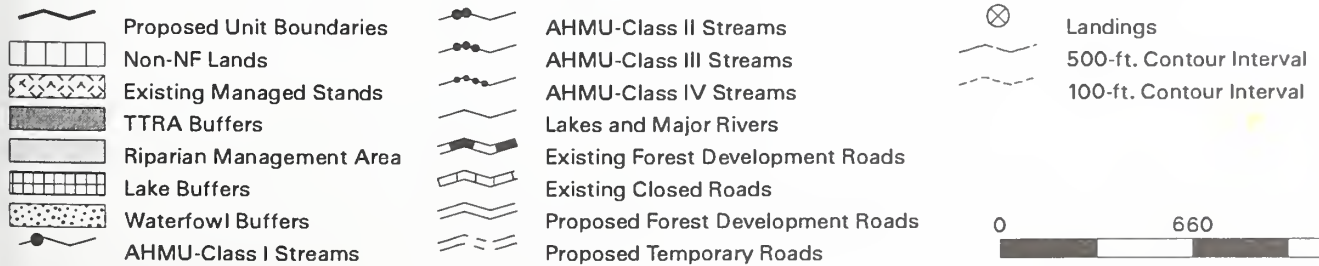 Proposed Unit Boundaries
Non-NF Lands
Existing Managed Stands
TTRA Buffers
Riparian Management Area
Lake Buffers
Waterfowl Buffers
AHMU-Class I Streams
AHMU-Class II Streams
AHMU-Class III Streams
AHMU-Class IV Streams
Lakes and Major Rivers
Existing Forest Development Roads
Existing Closed Roads
Proposed Forest Development Roads
Proposed Temporary Roads
Landings
500-ft. Contour Interval
100-ft. Contour Interval
0 660